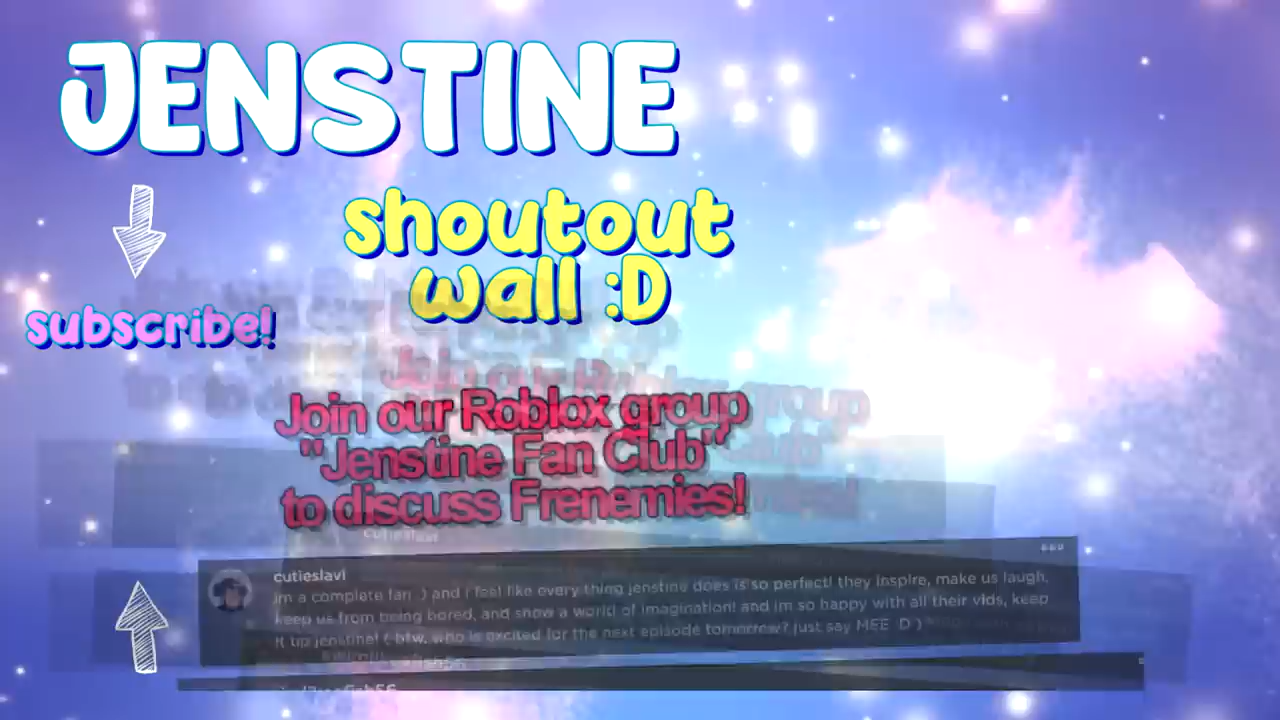 JENSTINE
shoutout
wall :D
subscribe!
Join our Roblox group
"Jenstine Fan Club"
to discuss Frenemies!
cutieslavi
im a complete fan :) and i feel like every thing jenstine does is so perfect! they inspire, make us laugh,
keep us from being bored, and show a world of imagination! and im so happy with all their vids, keep
it up jenstine! ( btw, who is excited for the next episode tomorrow? just say MEE :D )